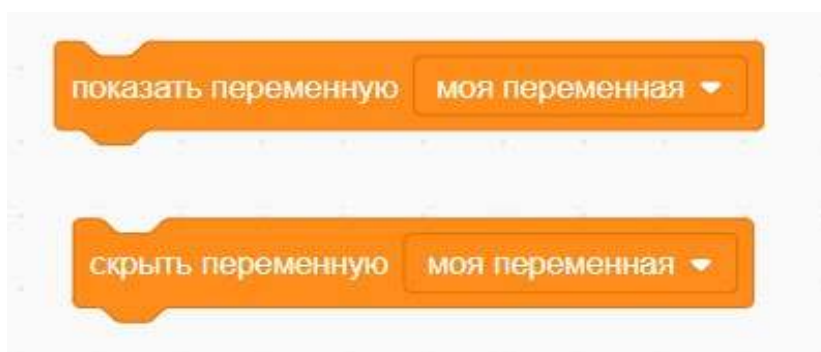 показать переменную моя переменная
скрыть переменную моя переменная